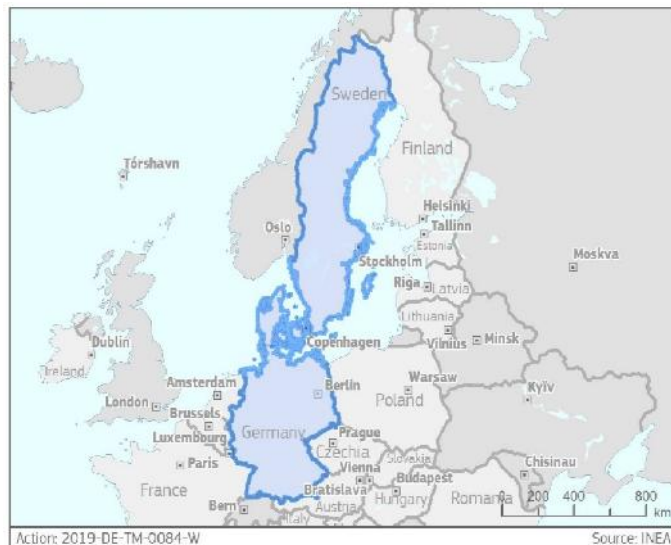 Sweden
Finland
Tórshavn
Helsinki
Oslo
Tallinn
Estonia
Stockholm
Moskva
Riga
Latvia
Lithuania
Copenhagen
Dublin
Vilnius
Minsk
Ireland
Amsterdam
Berlin
Warsaw
London
Poland
Kyiv
Brussels
Germany
Prague
Luxembourg
Czechia
Slovakia
Chisinau
Paris
Vienna
Budapest
France
Bratislava
Hungary
Romania
Bern
Austria
Italy
0 200 400 800
km
Action: 2019-DE-TM-0084-W
Source: INEA